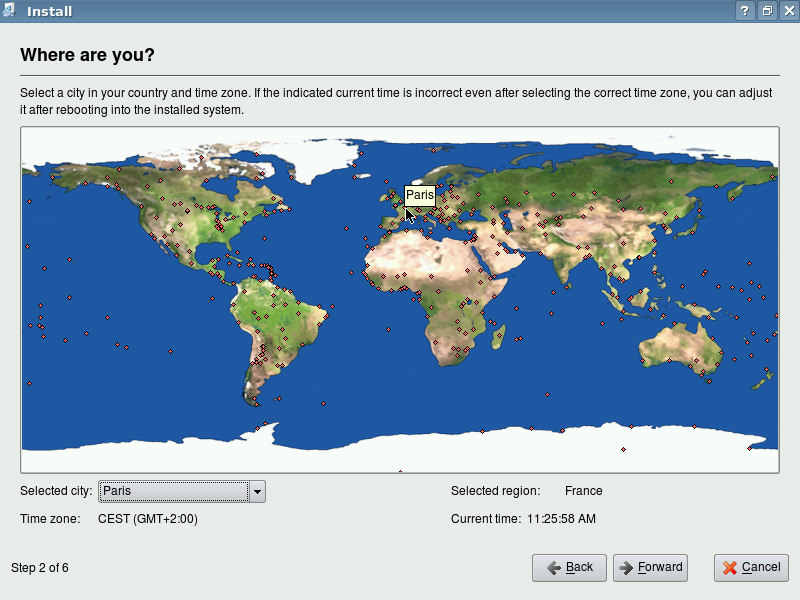 Install
Where are you?
Select a city in your country and time zone. If the indicated current time is incorrect even after selecting the correct time zone, you can adjust
it after rebooting into the installed system.
Paris
Selected city: Paris
Selected region: France
Time zone: CEST (GMT+2:00)
Current time: 11:25:58 AM
Step 2 of 6
Back
Forward
Cancel